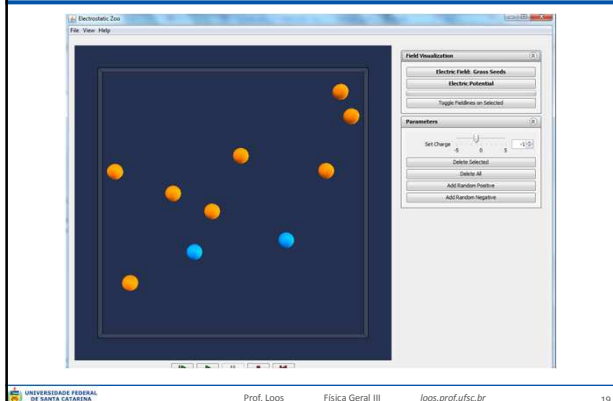 Electrostatic Zoo
File View Help
Field Visualization
Electric Field: Grass Seeds
Electric Potential
Toggle Fieldlines on Selected
Parameters
Set Charge
-5 0 5
-1
Delete Selected
Delete All
Add Random Positive
Add Random Negative
UNIVERSIDADE FEDERAL
DE SANTA CATARINA
Prof. Loos Física Geral III loos.prof.ufsc.br 19